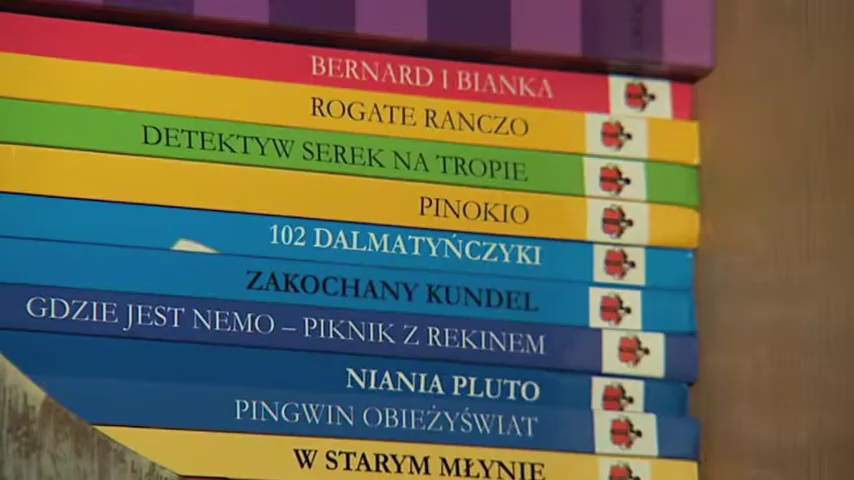 BERNARD I BIANKA
ROGATE RANCZO
DETEKTYW SEREK NA TROPIE
PINOKIO
102 DALMATYŃCZYKI
ZAKOCHANY KUNDEL
GDZIE JEST NEMO – PIKNIK Z REKINEM
NIANIA PLUTO
PINGWIN OBIEŻYŚWIAT
W STARYM MŁYNIE